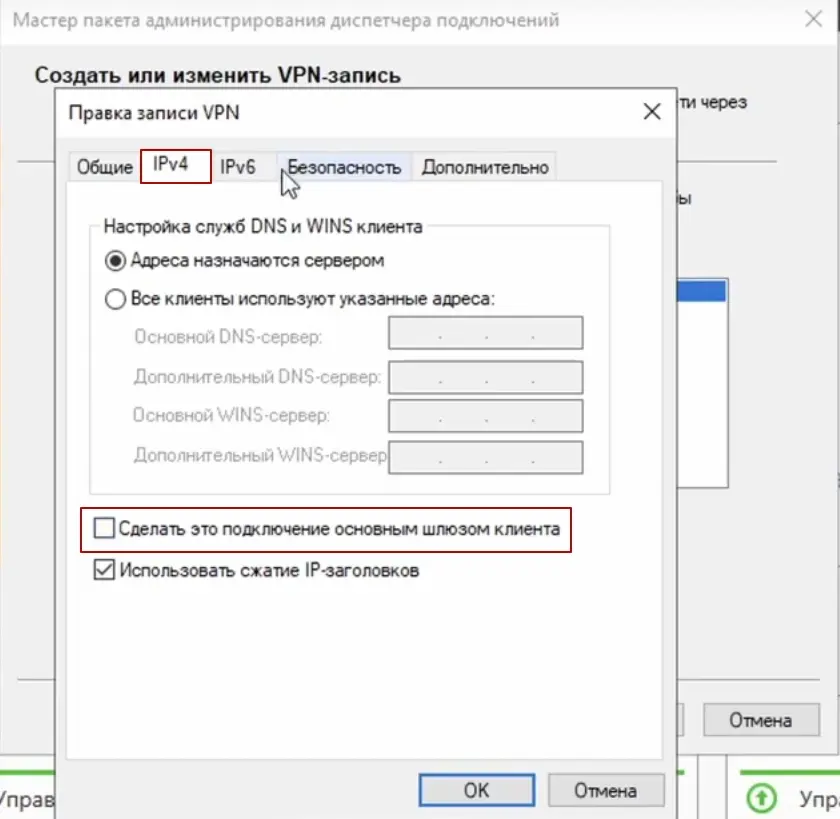 Мастер пакета администрирования диспетчера подключений
Создать или изменить VPN-запись
ти через
Правка записи VPN
Общие IPv4 IPv6 Безопасность Дополнительно
ы
Настройка служб DNS и WINS клиента
Адреса назначаются сервером
Все клиенты используют указанные адреса:
Основной DNS-сервер:
Дополнительный DNS-сервер:
Основной WINS-сервер:
Дополнительный WINS-сервер
Сделать это подключение основным шлюзом клиента
Использовать сжатие IP-заголовков
Отмена
OK Отмена
Управ
Упра